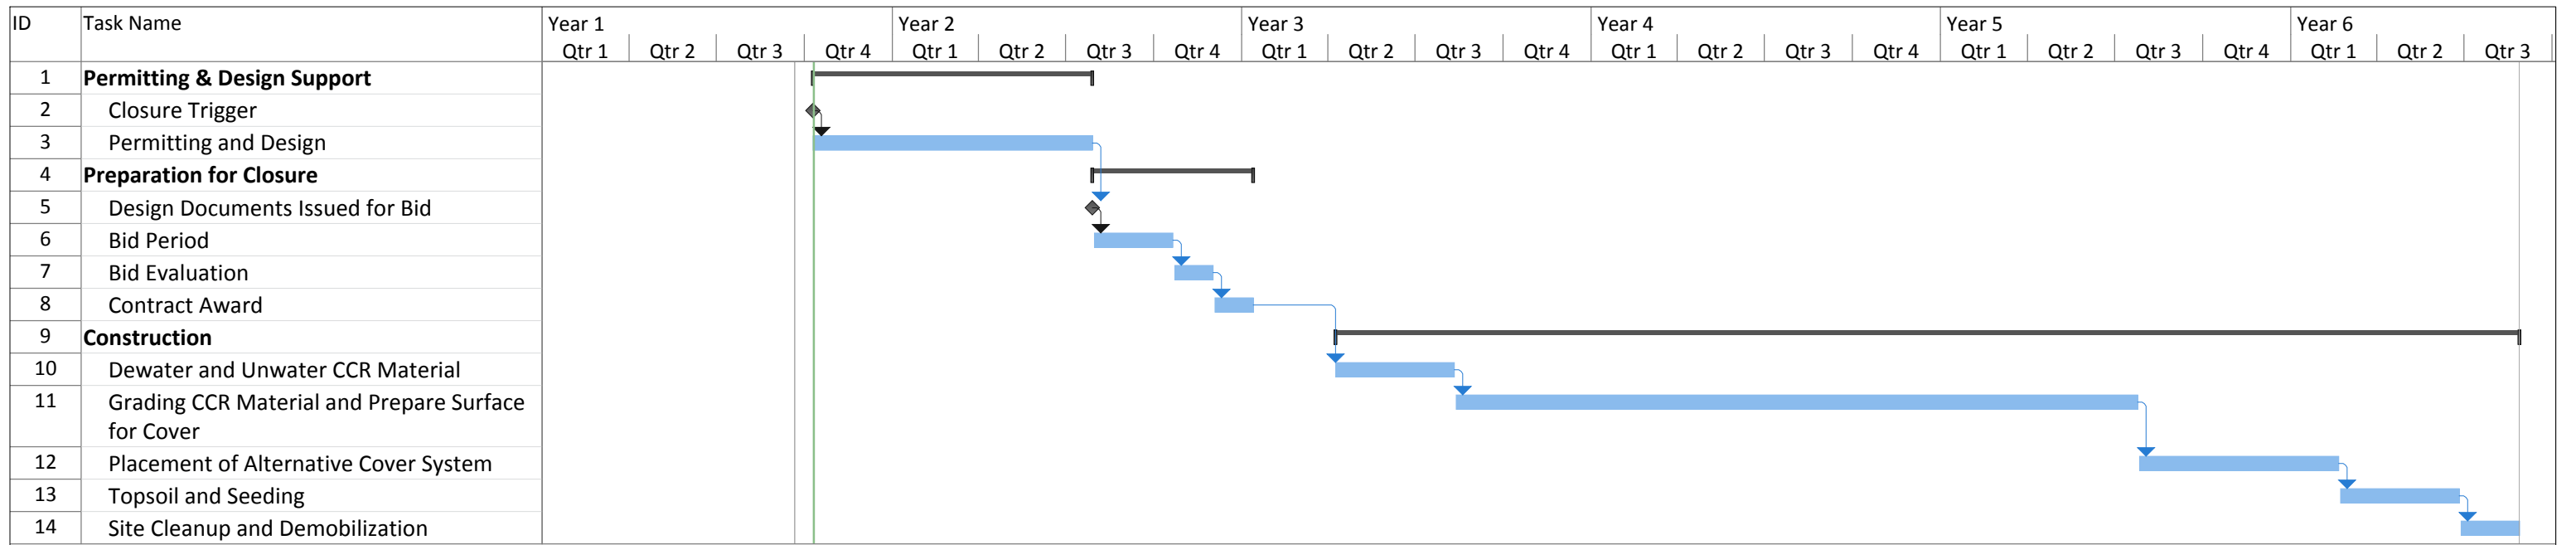 ID Task Name Year 1 Year 2 Year 3 Year 4 Year 5 Year 6
Qtr 1 Qtr 2 Qtr 3 Qtr 4 Qtr 1 Qtr 2 Qtr 3 Qtr 4 Qtr 1 Qtr 2 Qtr 3 Qtr 4 Qtr 1 Qtr 2 Qtr 3 Qtr 4 Qtr 1 Qtr 2 Qtr 3 Qtr 4 Qtr 1 Qtr 2 Qtr 3
1 Permitting & Design Support
2 Closure Trigger
3 Permitting and Design
4 Preparation for Closure
5 Design Documents Issued for Bid
6 Bid Period
7 Bid Evaluation
8 Contract Award
9 Construction
10 Dewater and Unwater CCR Material
11 Grading CCR Material and Prepare Surface
for Cover
12 Placement of Alternative Cover System
13 Topsoil and Seeding
14 Site Cleanup and Demobilization